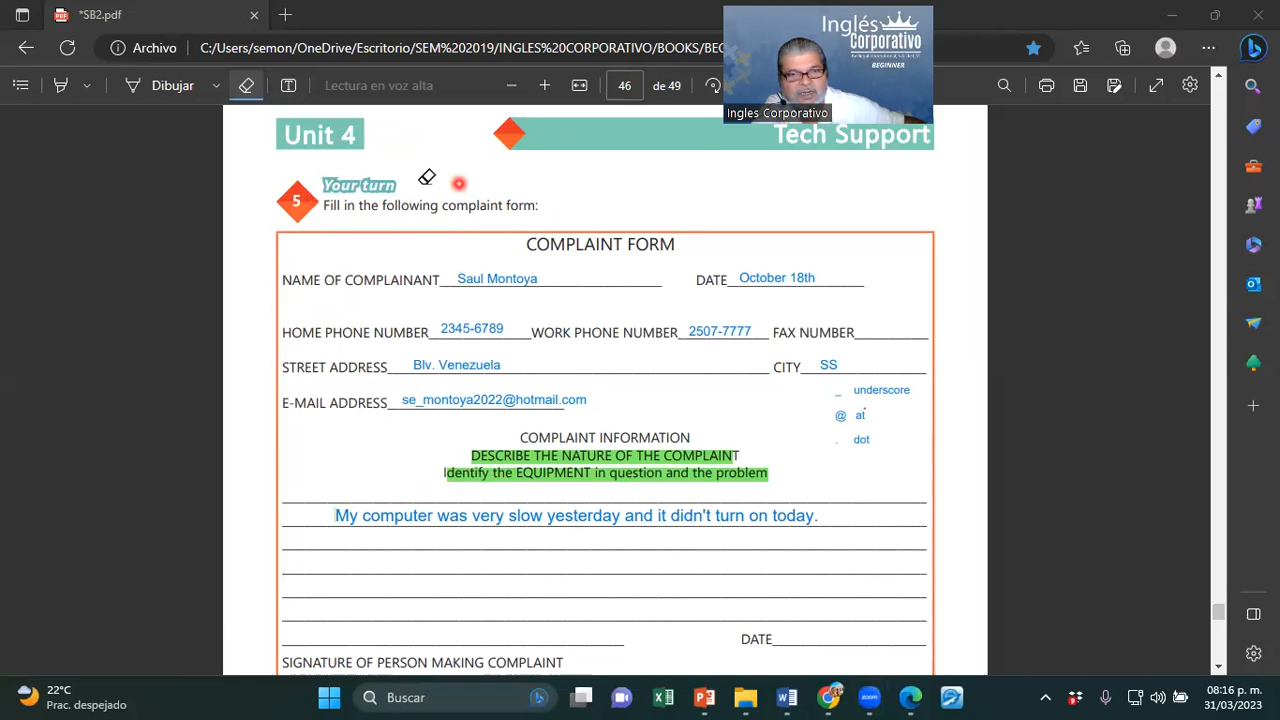 *SB2.pdf
Archivo
C:/Users/semon/OneDrive/Escritorio/SEM%202019/INGLES%20CORPORATIVO/BOOKS/BEG
Dibujar
Lectura en voz alta
46 de 49
Inglés
Corporativo
BEGINNER
Ingles Corporativo
Unit 4
Tech Support
5
Your turn
Fill in the following complaint form:
COMPLAINT FORM
NAME OF COMPLAINANT Saul Montoya DATE October 18th
HOME PHONE NUMBER 2345-6789 WORK PHONE NUMBER 2507-7777 FAX NUMBER
STREET ADDRESS Blv. Venezuela CITY SS
_ underscore
E-MAIL ADDRESS se_montoya2022@hotmail.com
@ at
. dot
COMPLAINT INFORMATION
DESCRIBE THE NATURE OF THE COMPLAINT
Identify the EQUIPMENT in question and the problem
My computer was very slow yesterday and it didn't turn on today.
DATE
SIGNATURE OF PERSON MAKING COMPLAINT
22°C
Prac. despejado
Buscar
08:16 p. m.
31/03/2023